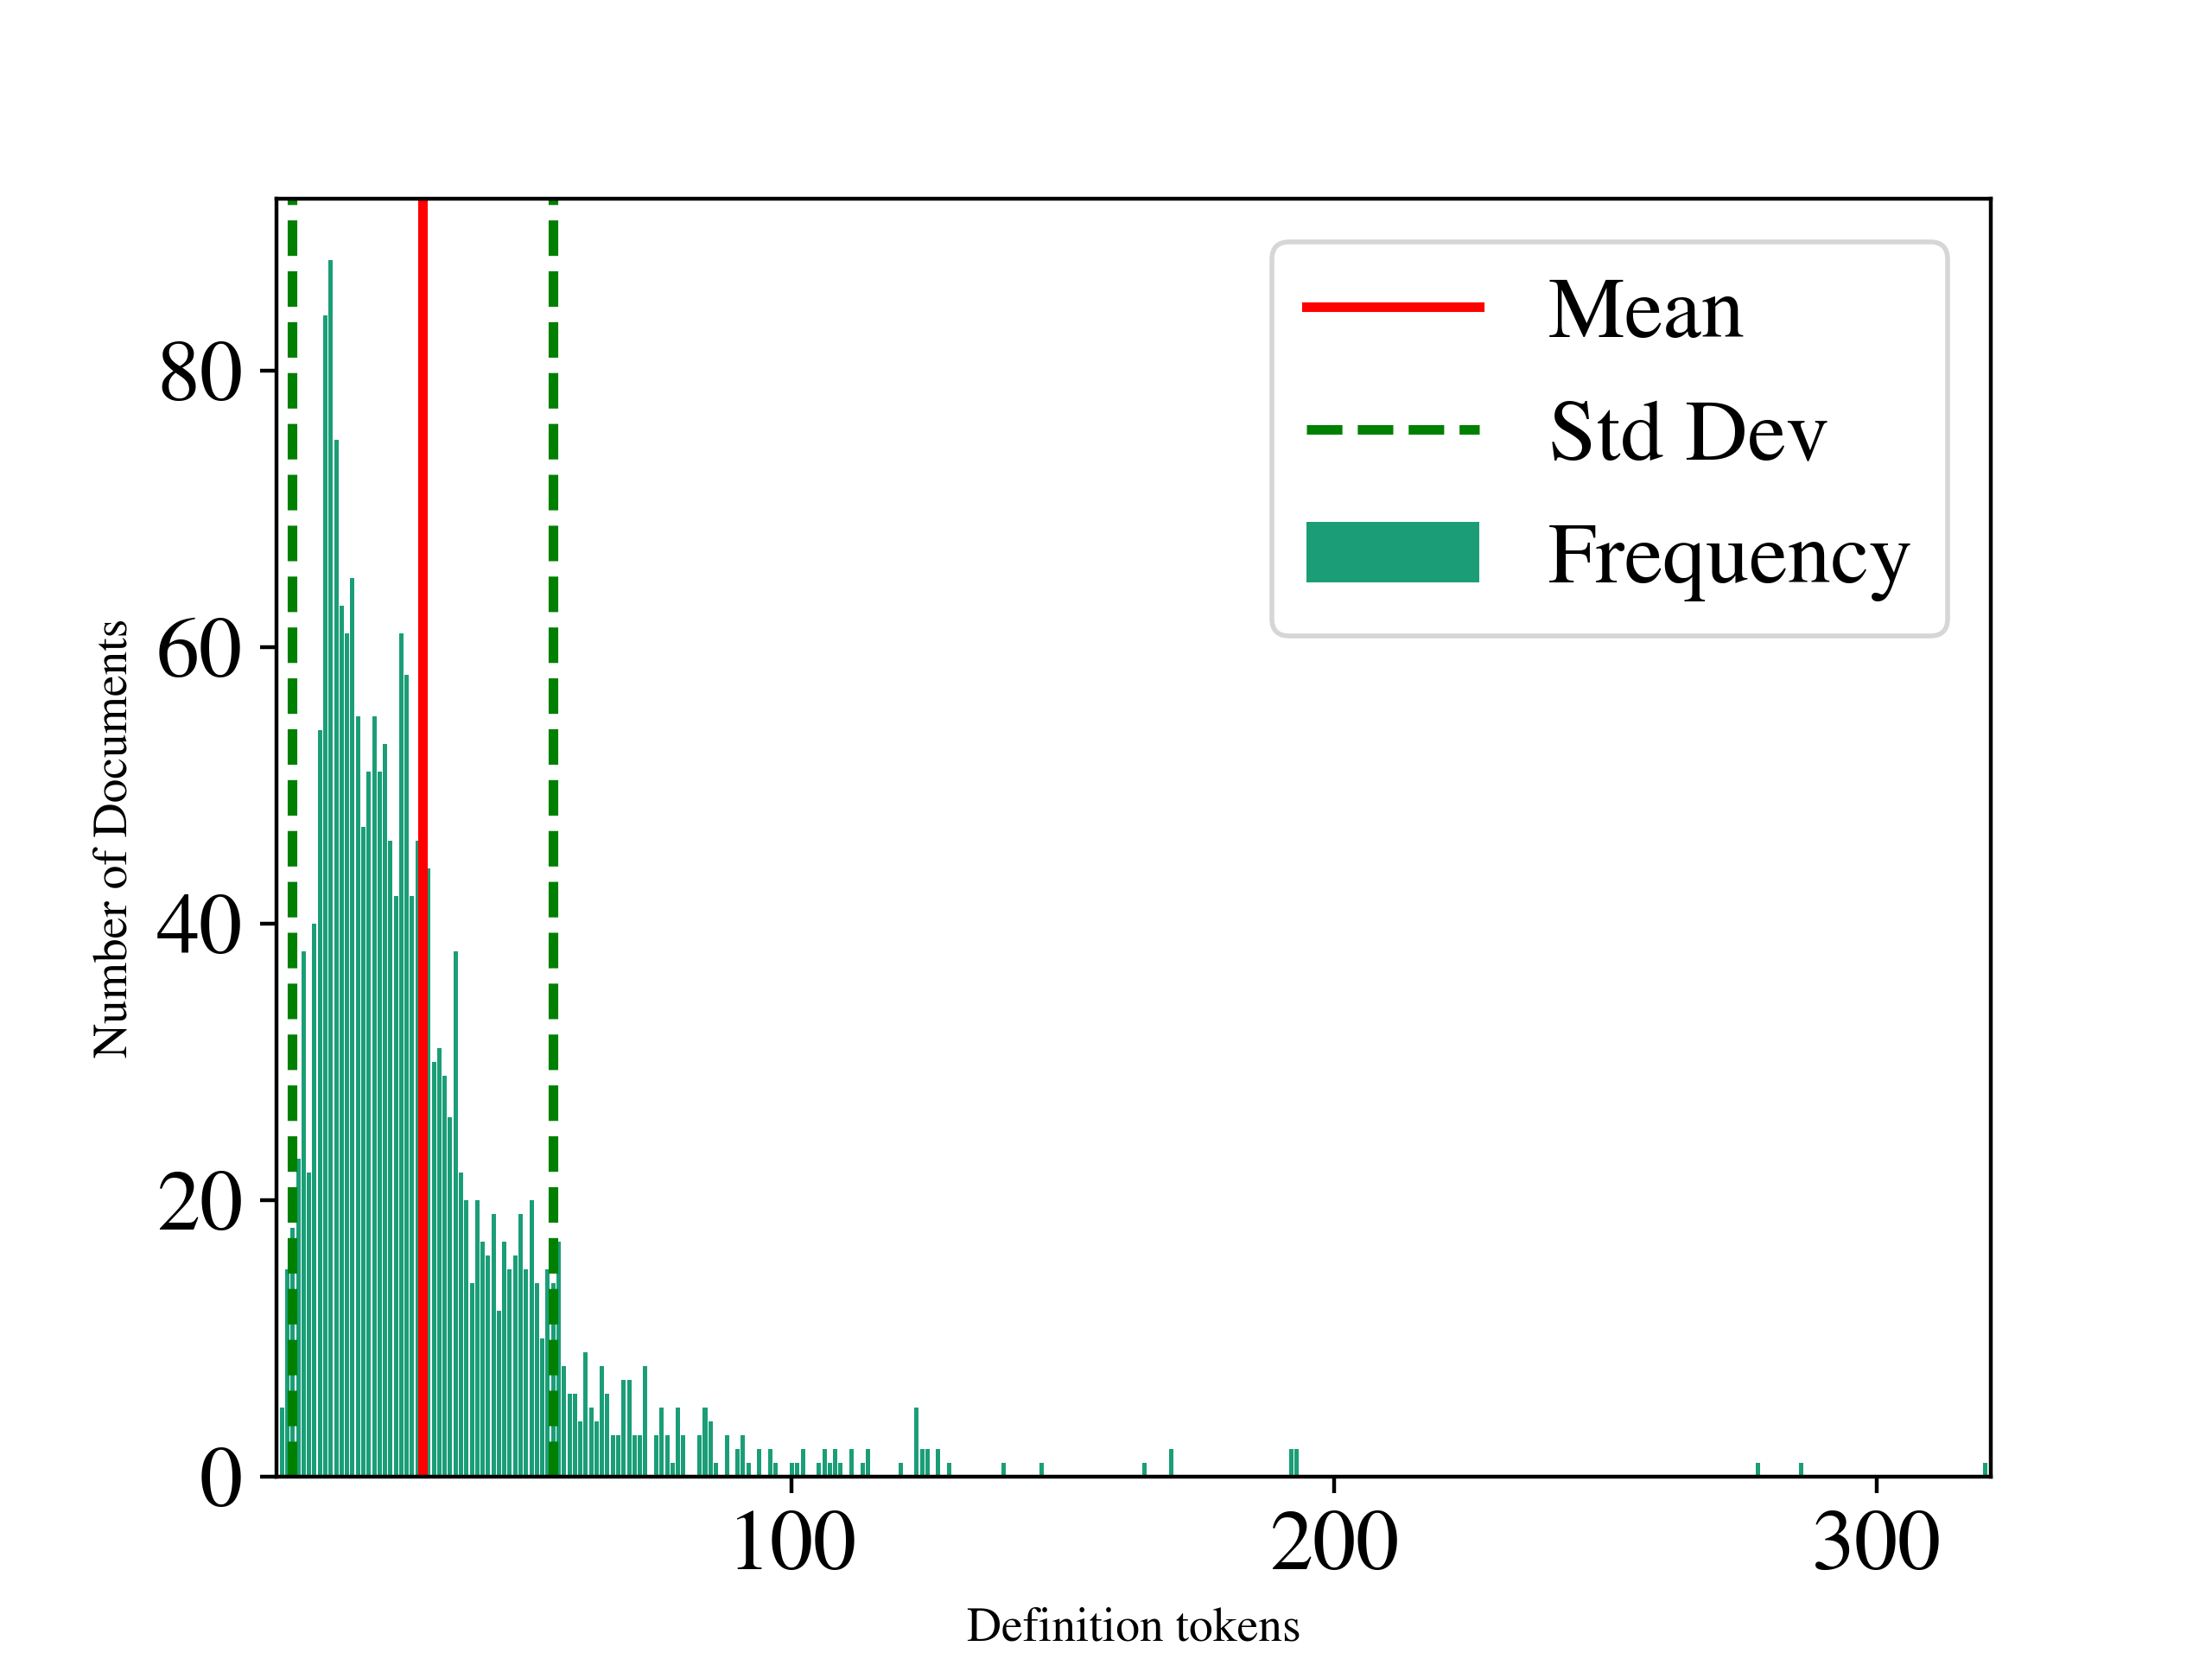 Mean
Std Dev
Frequency
Number of Documents
80
60
40
20
0
100
200
300
Definition tokens